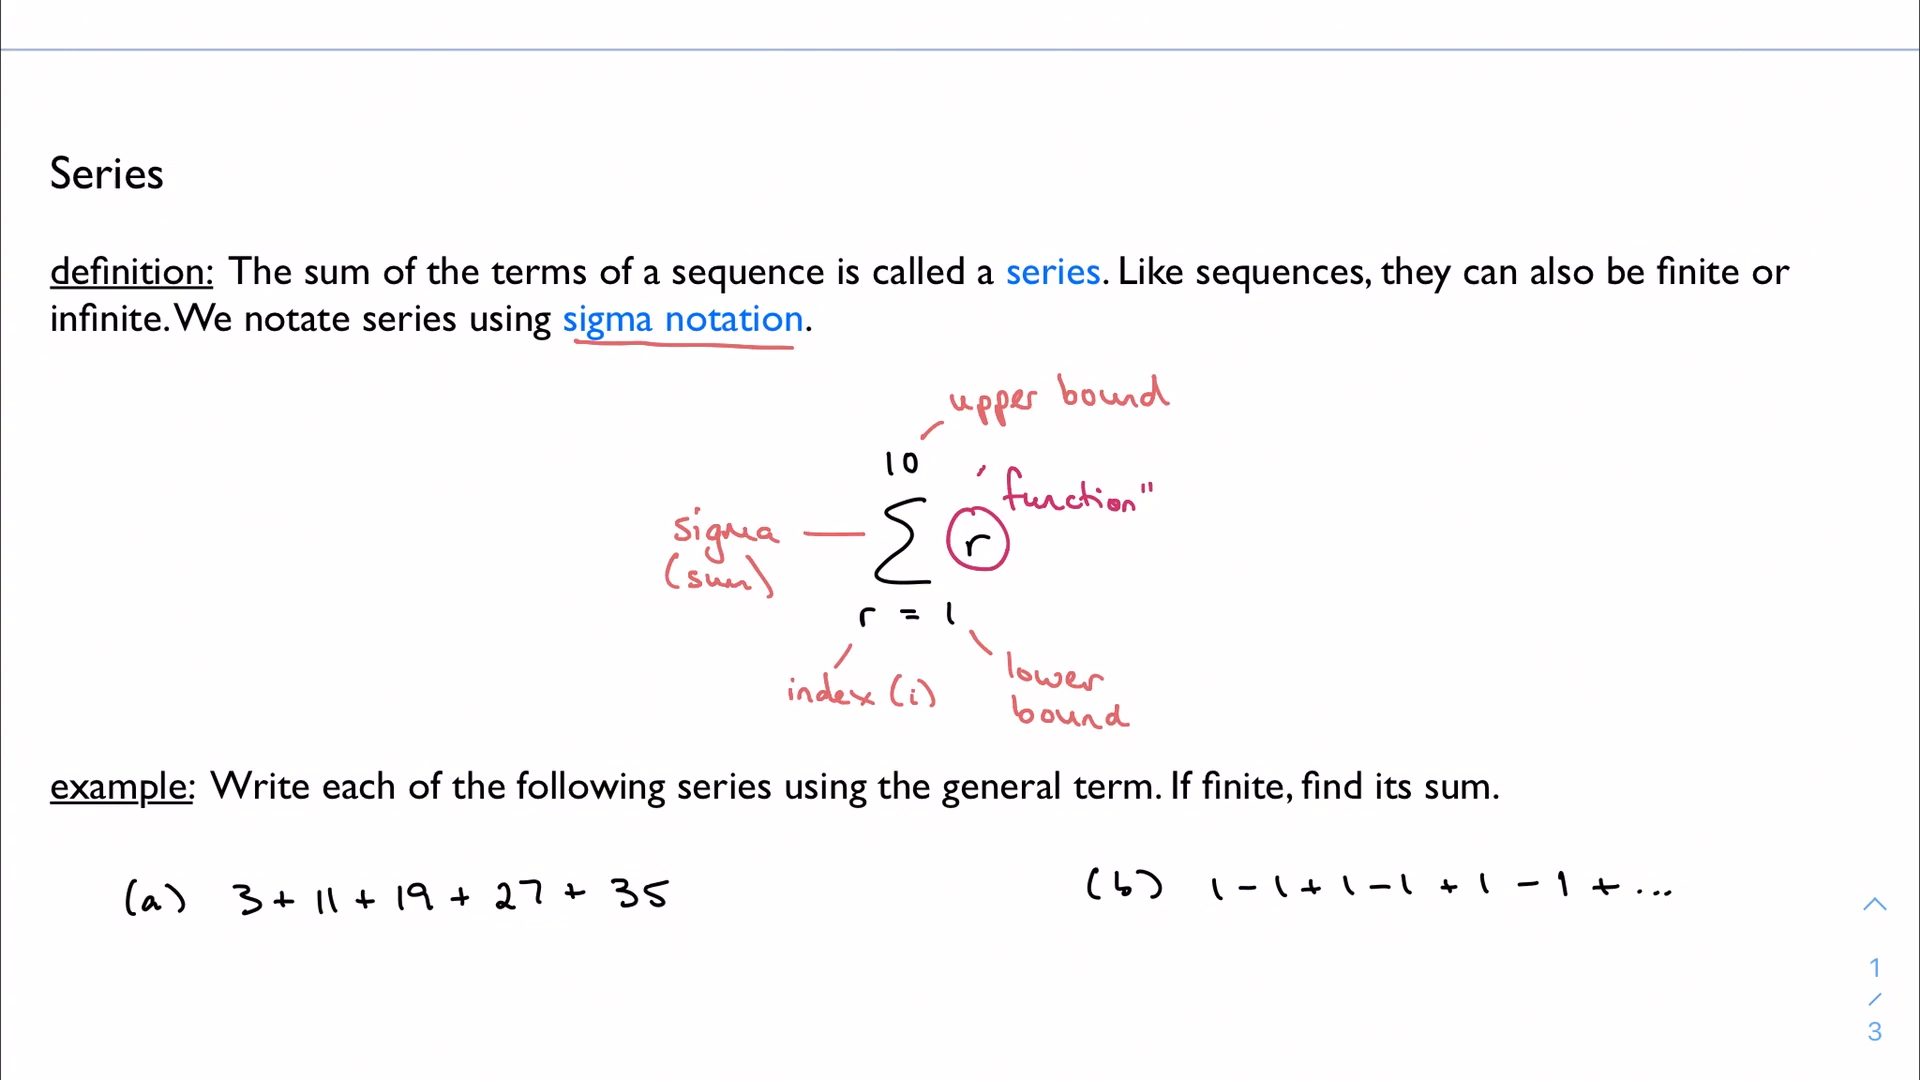 Series
definition: The sum of the terms of a sequence is called a series. Like sequences, they can also be finite or
infinite. We notate series using sigma notation.
upper bound
10
'function"
sigma
(sum)
∑ r
r = 1
index (i)
lower
bound
example: Write each of the following series using the general term. If finite, find its sum.
(a) 3 + 11 + 19 + 27 + 35
(b) 1 - 1 + 1 - 1 + 1 - 1 + ...
1
/
3